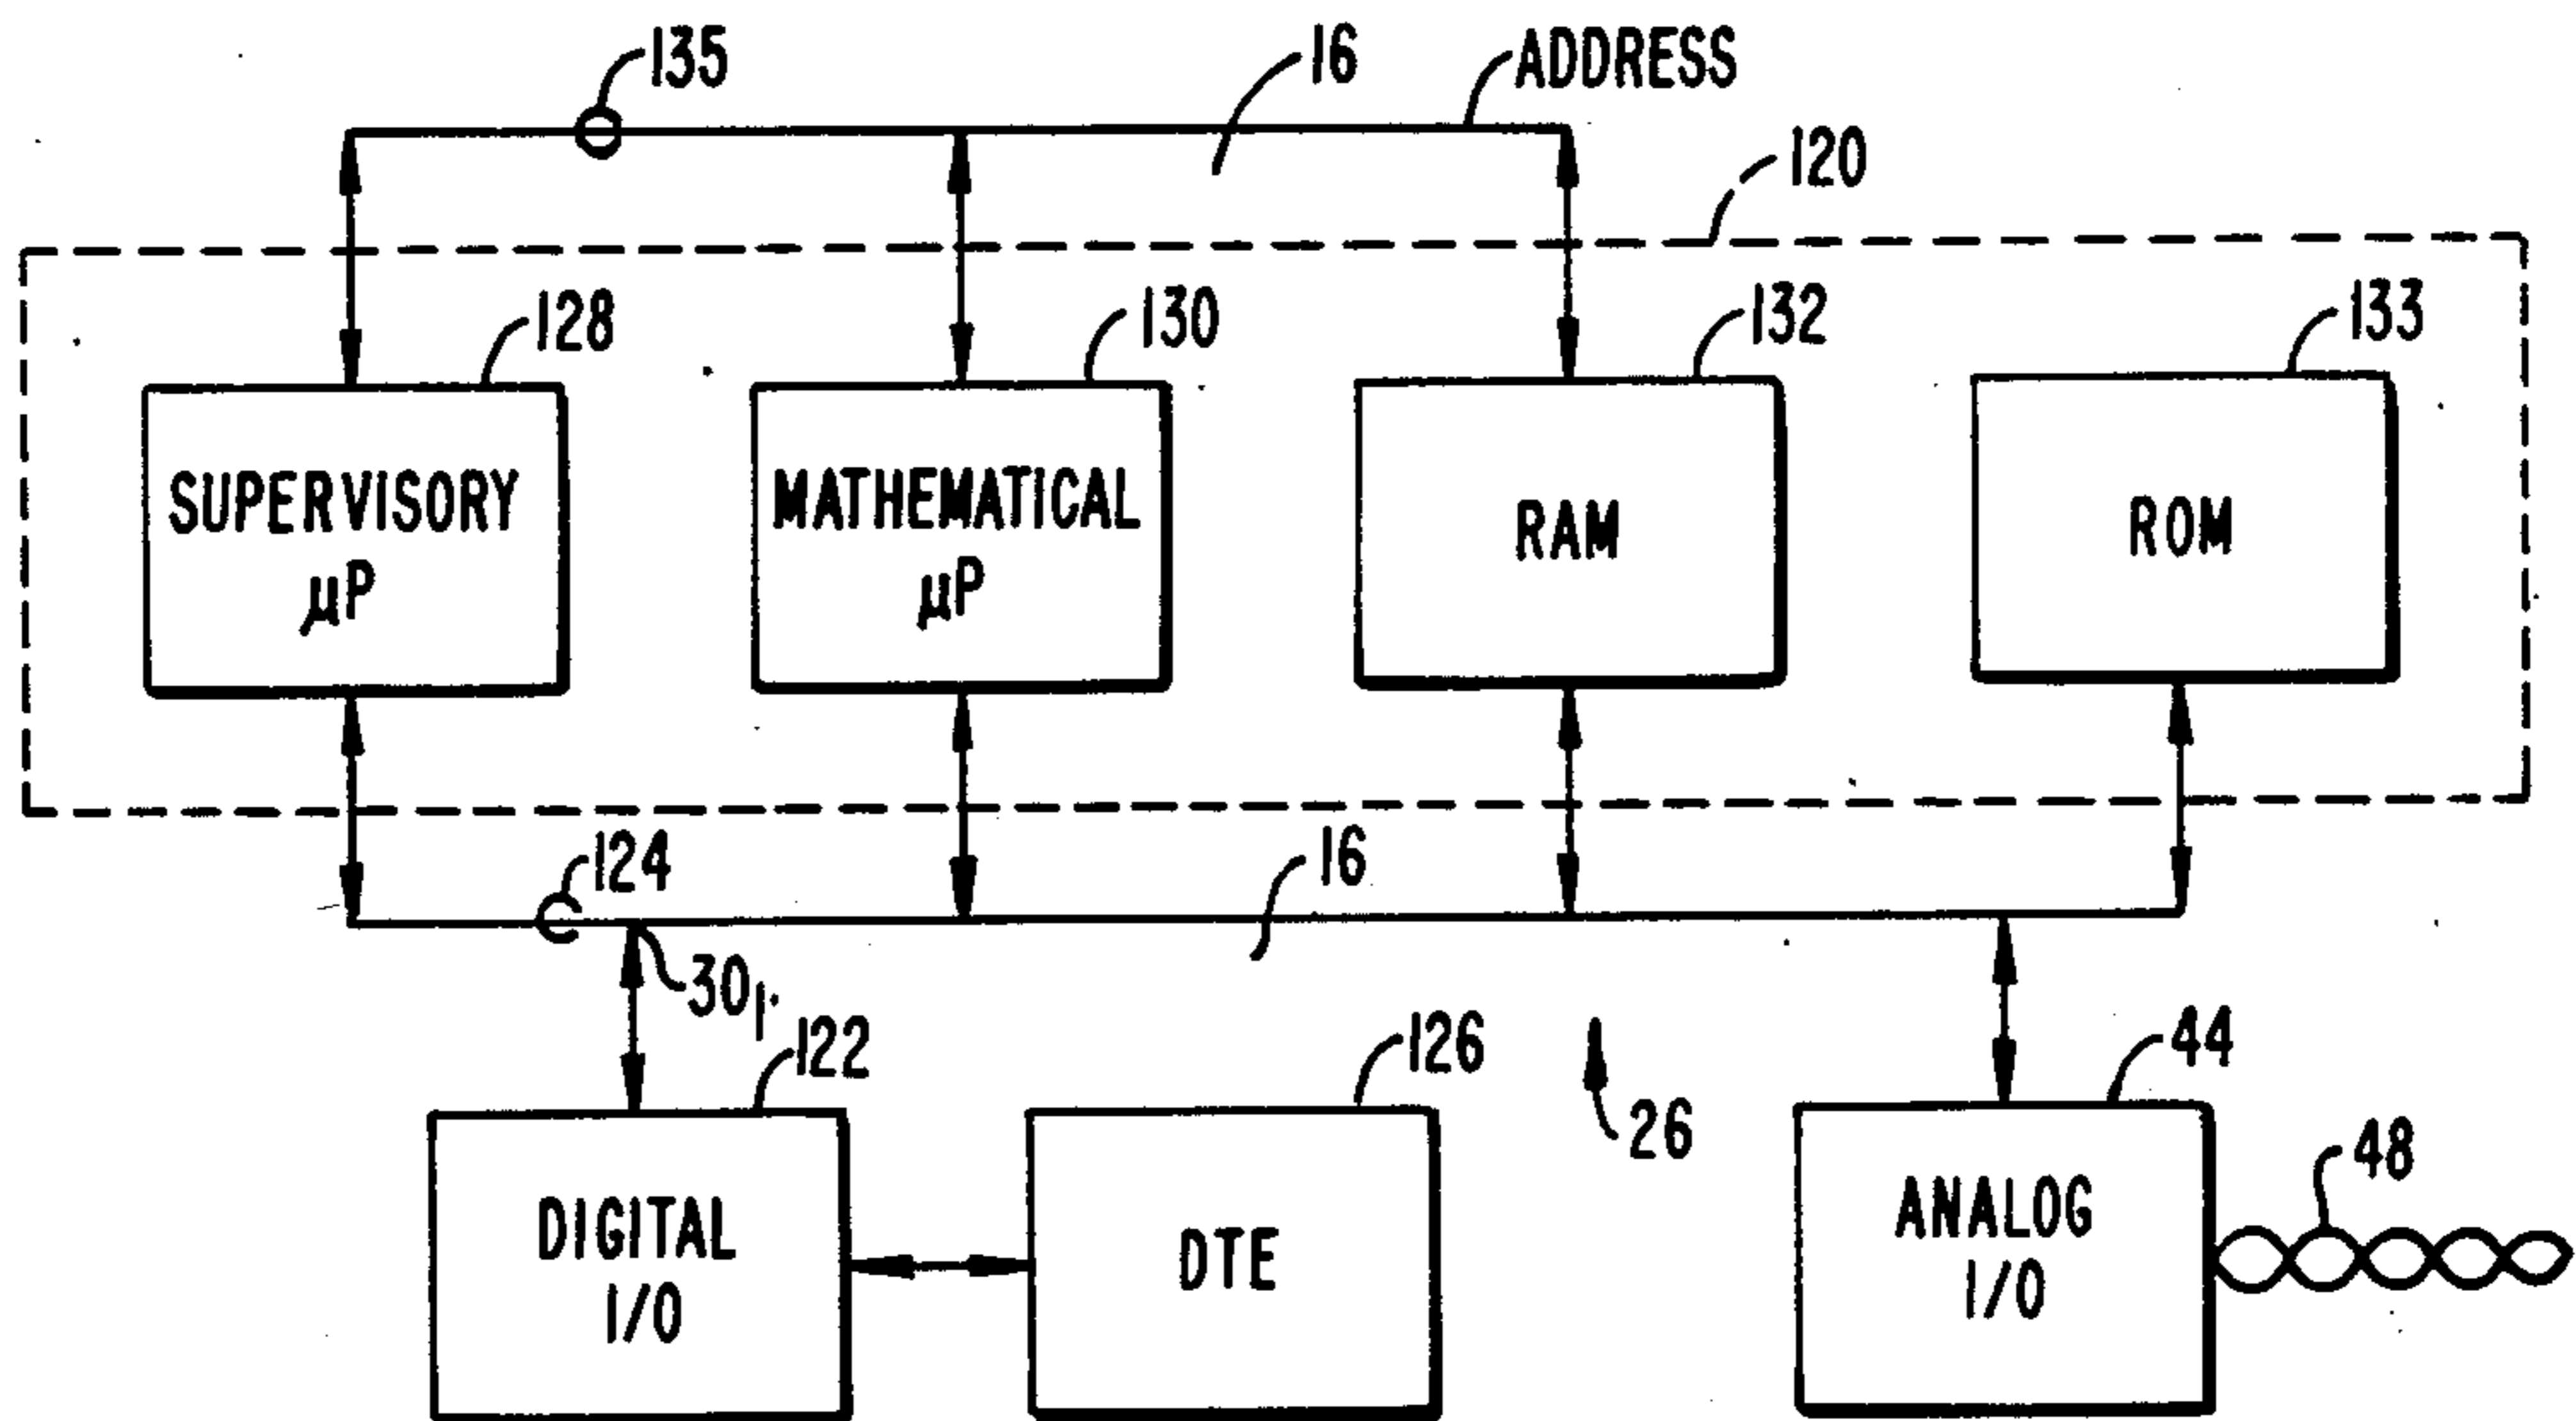 135
16
ADDRESS
120
128
130
132
133
SUPERVISORY
μP
MATHEMATICAL
μP
RAM
ROM
124
16
30₁
122
126
26
44
48
DIGITAL
I/O
DTE
ANALOG
I/O